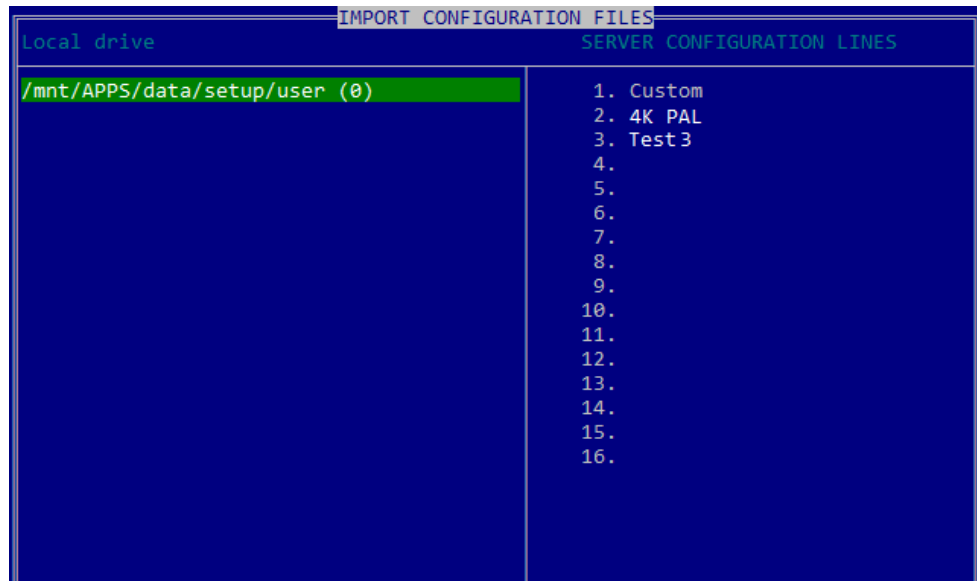 IMPORT CONFIGURATION FILES
Local drive
SERVER CONFIGURATION LINES
/mnt/APPS/data/setup/user (0)
1. Custom
2. 4K PAL
3. Test3
4.
5.
6.
7.
8.
9.
10.
11.
12.
13.
14.
15.
16.